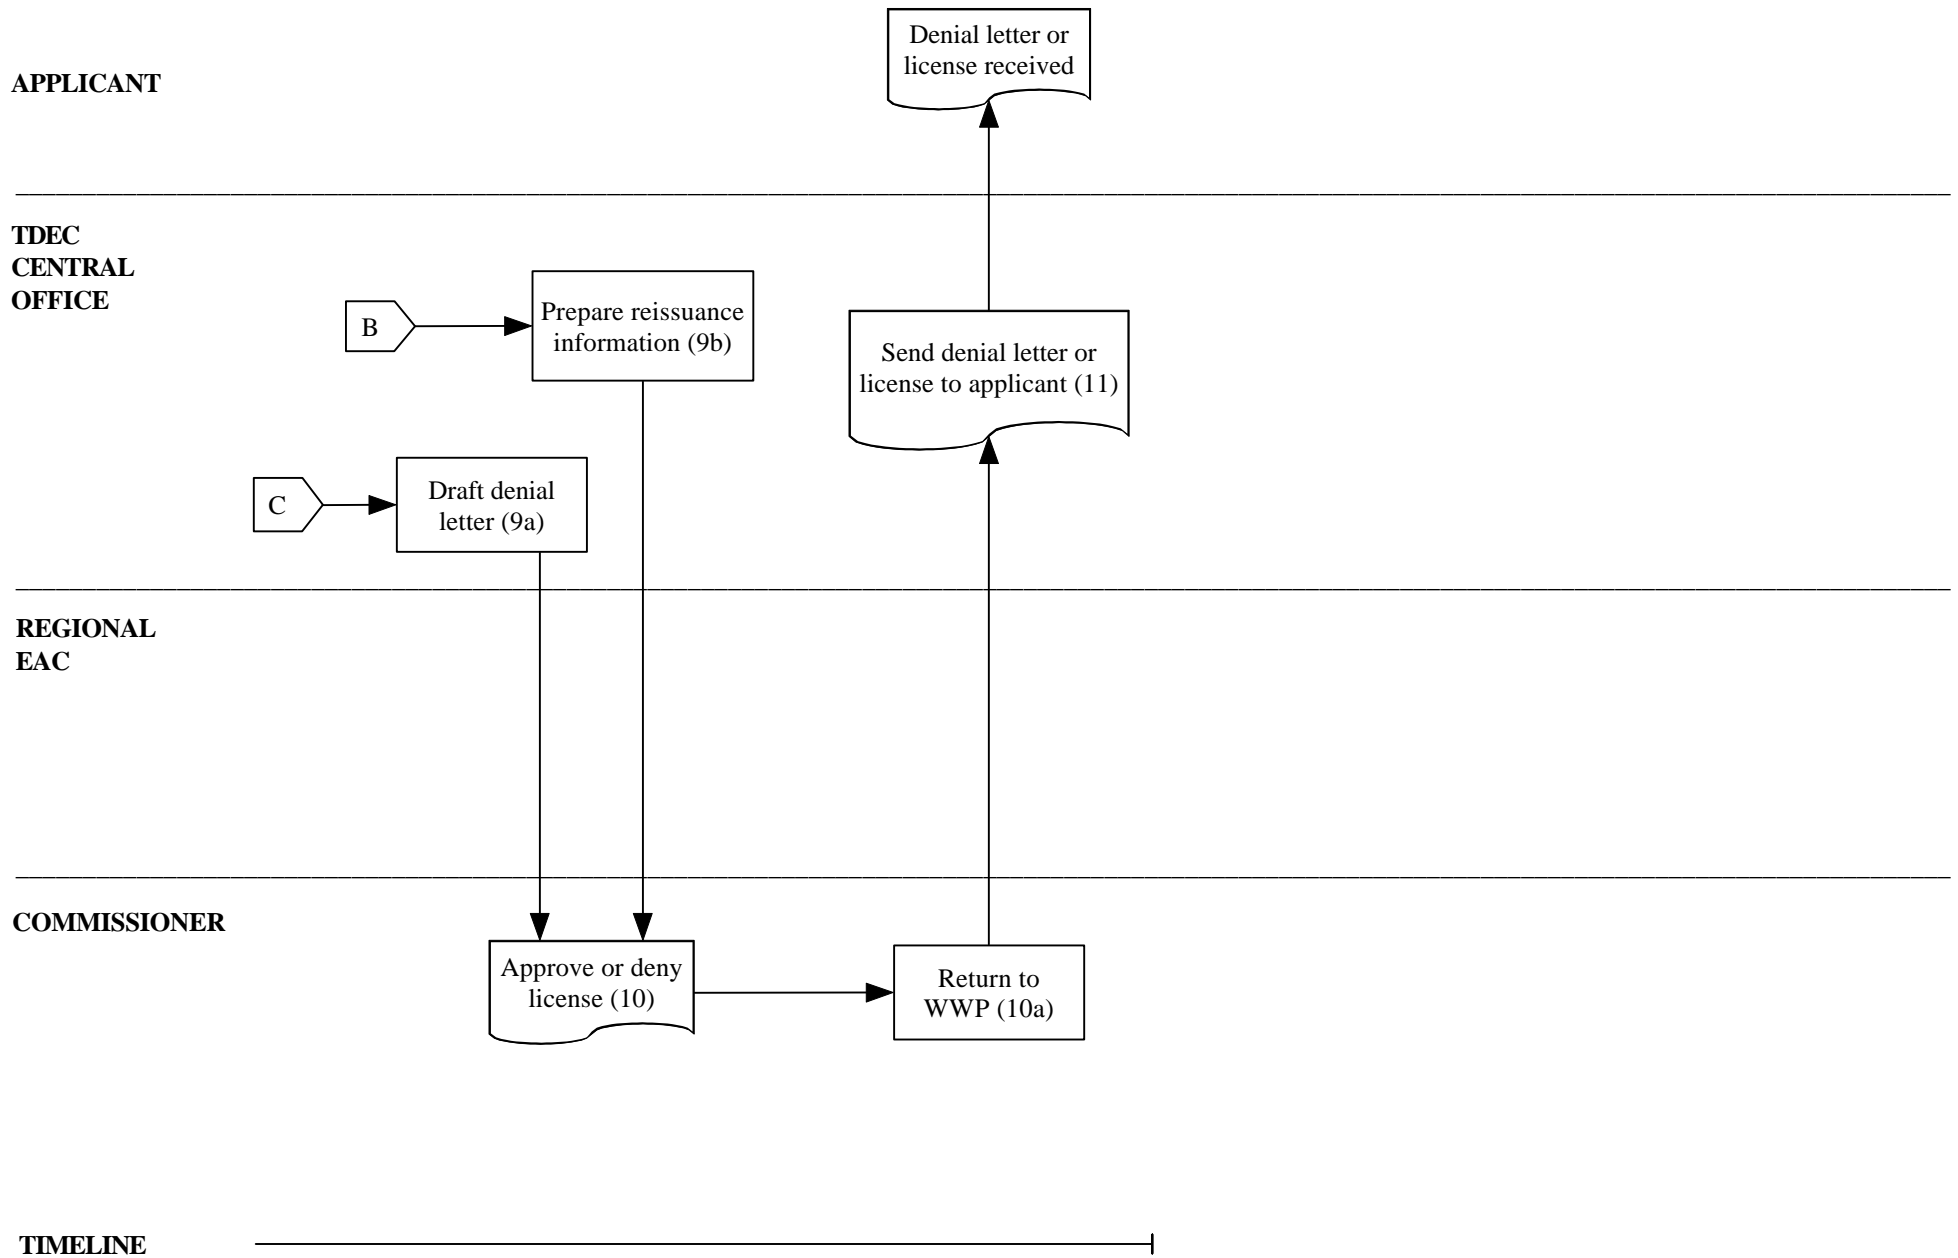 Denial letter or
license received
APPLICANT
TDEC
CENTRAL
OFFICE
B
Prepare reissuance
information (9b)
Send denial letter or
license to applicant (11)
C
Draft denial
letter (9a)
REGIONAL
EAC
COMMISSIONER
Approve or deny
license (10)
Return to
WWP (10a)
TIMELINE